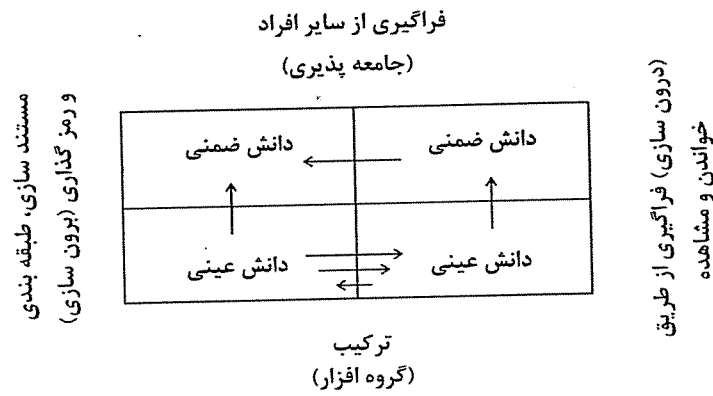 فراگیری از سایر افراد
(جامعه پذیری)
(درون سازی) فراگیری از طریق
خواندن و مشاهده
مستند سازی، طبقه بندی
و رمز گذاری (برون سازی)
دانش ضمنی
دانش ضمنی
دانش عینی
دانش عینی
ترکیب
(گروه افزار)